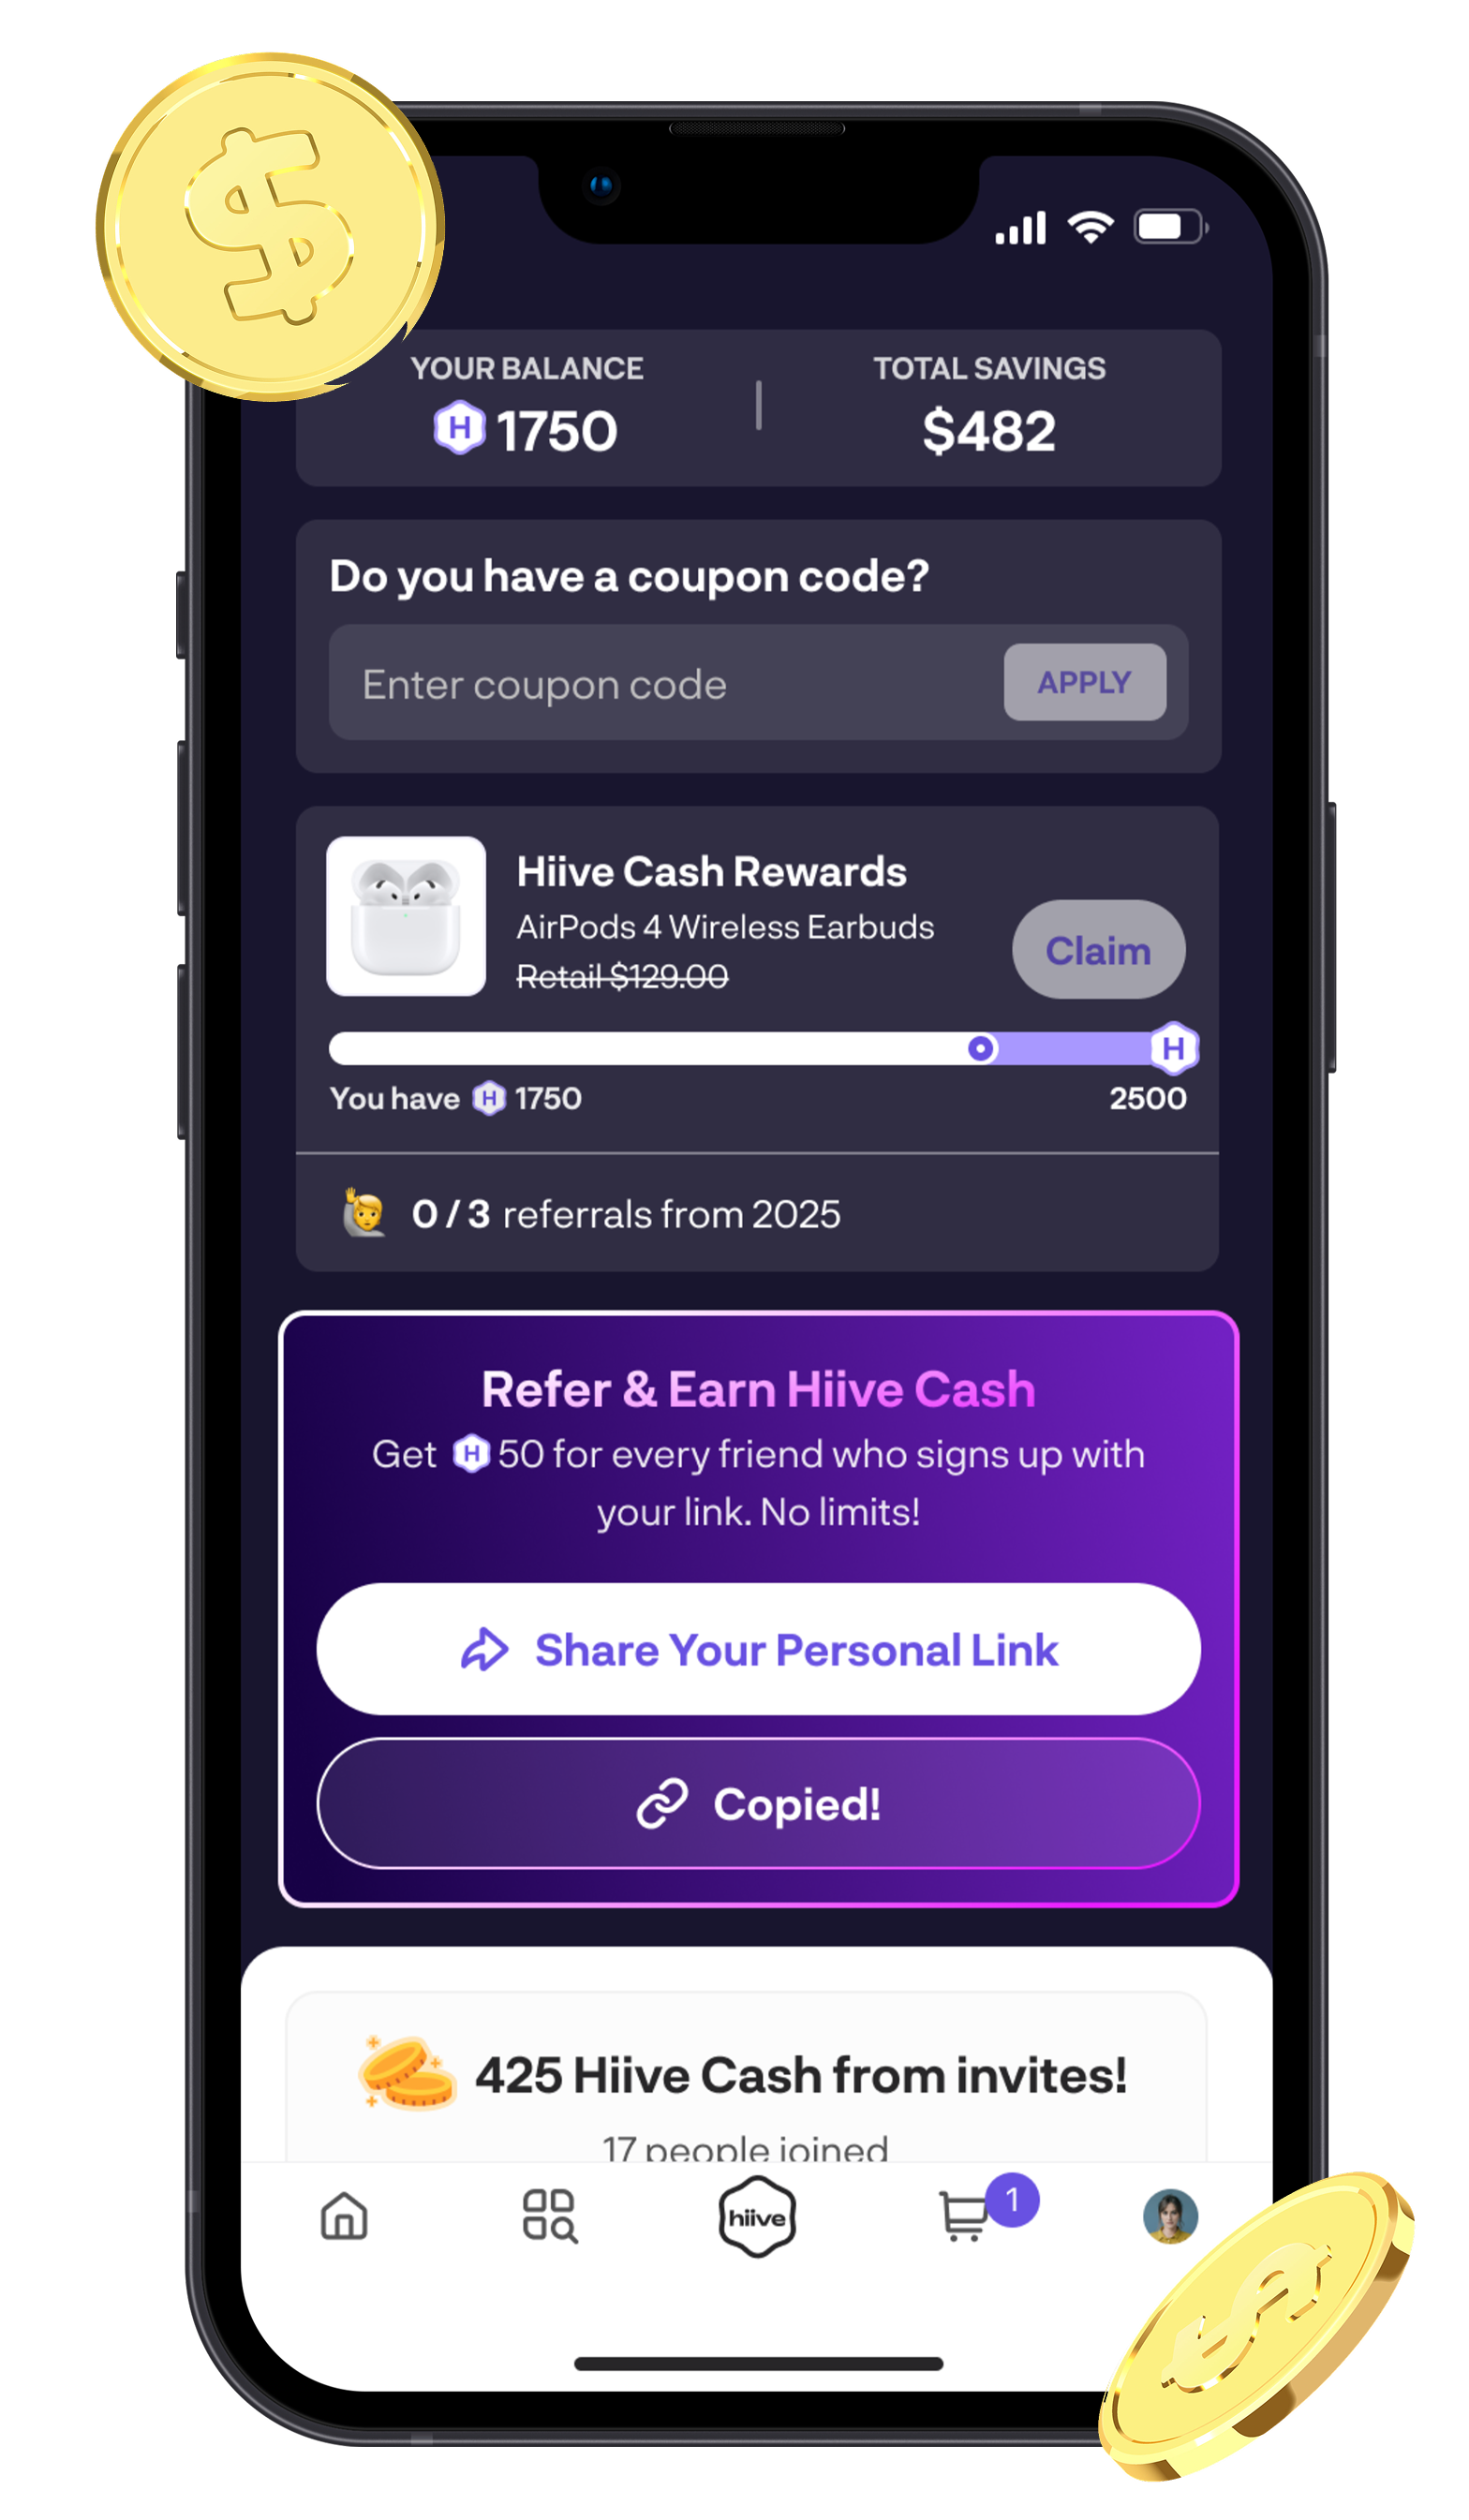 $
YOUR BALANCE
H 1750
TOTAL SAVINGS
$482
Do you have a coupon code?
Enter coupon code
APPLY
Hiive Cash Rewards
AirPods 4 Wireless Earbuds
Retail $129.00
Claim
H
You have H 1750
2500
0 / 3 referrals from 2025
Refer & Earn Hiive Cash
Get H 50 for every friend who signs up with
your link. No limits!
Share Your Personal Link
Copied!
425 Hiive Cash from invites!
17 people joined
hiive
1
$